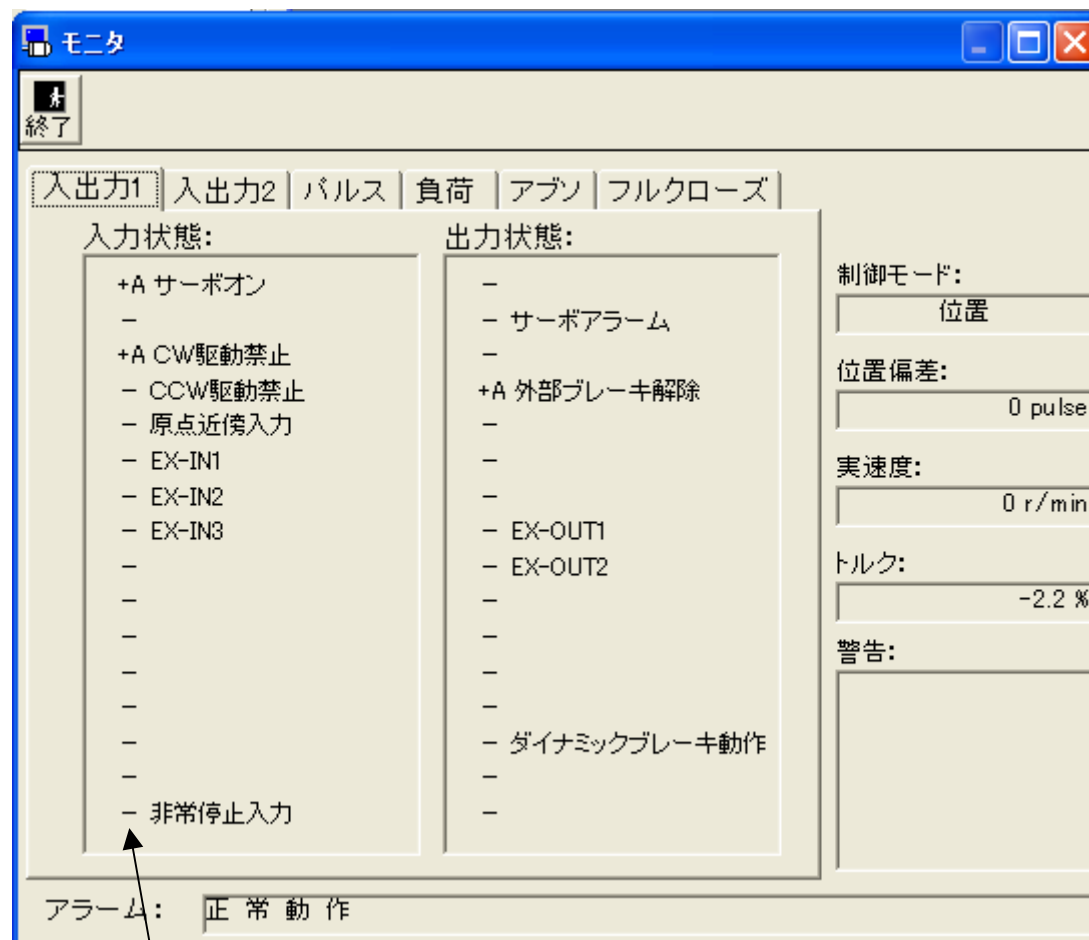 モニタ
終了
入出力1 入出力2 パルス 負荷 アブソ フルクローズ
入力状態:
+A サーボオン
−
+A CW駆動禁止
− CCW駆動禁止
− 原点近傍入力
− EX-IN1
− EX-IN2
− EX-IN3
−
−
−
−
−
−
−
− 非常停止入力
出力状態:
−
− サーボアラーム
−
+A 外部ブレーキ解除
−
−
−
− EX-OUT1
− EX-OUT2
−
−
−
−
− ダイナミックブレーキ動作
−
−
制御モード:
位置
位置偏差:
0 pulse
実速度:
0 r/min
トルク:
-2.2 %
警告:
アラーム: 正 常 動 作